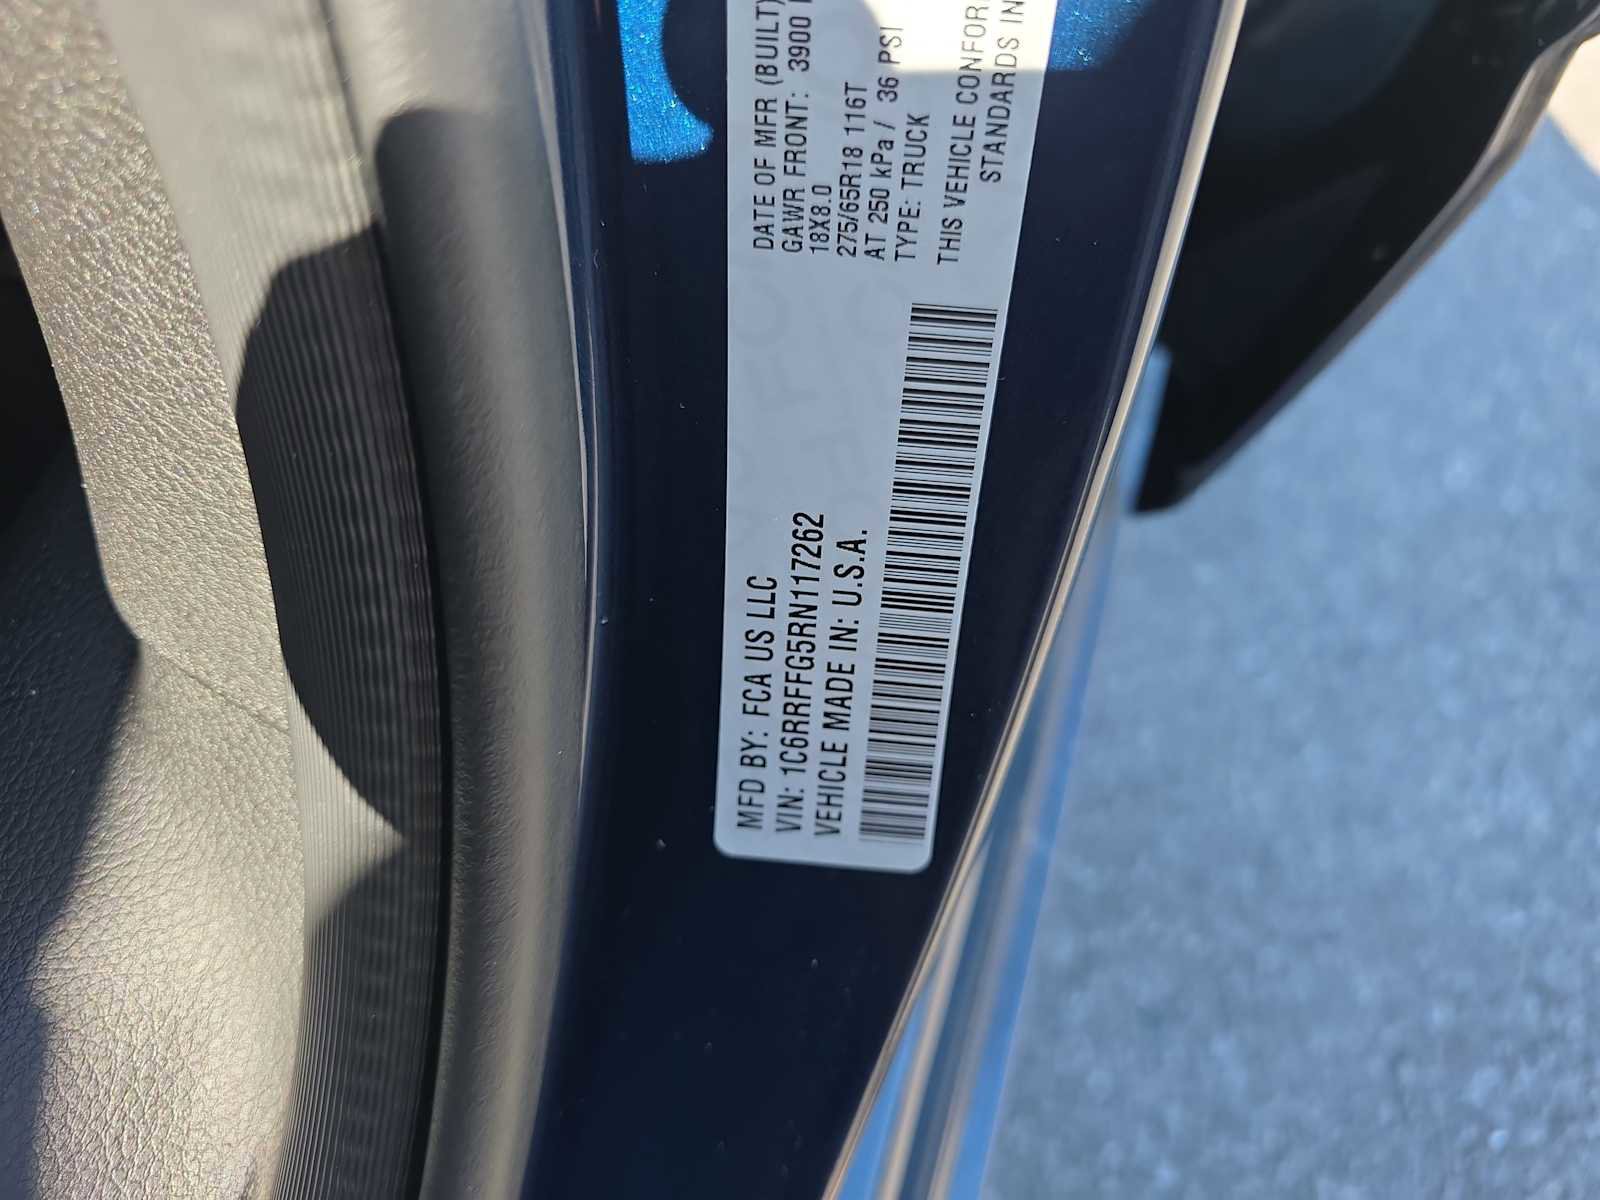 MFD BY: FCA US LLC
VIN: 1C6RRFFG5RN117262
VEHICLE MADE IN: U.S.A.
DATE OF MFR (BUILT)
GAWR FRONT: 3900
18X8.0
275/65R18 116T
AT 250 kPa / 36 PSI
TYPE: TRUCK
THIS VEHICLE CONFOR
STANDARDS IN